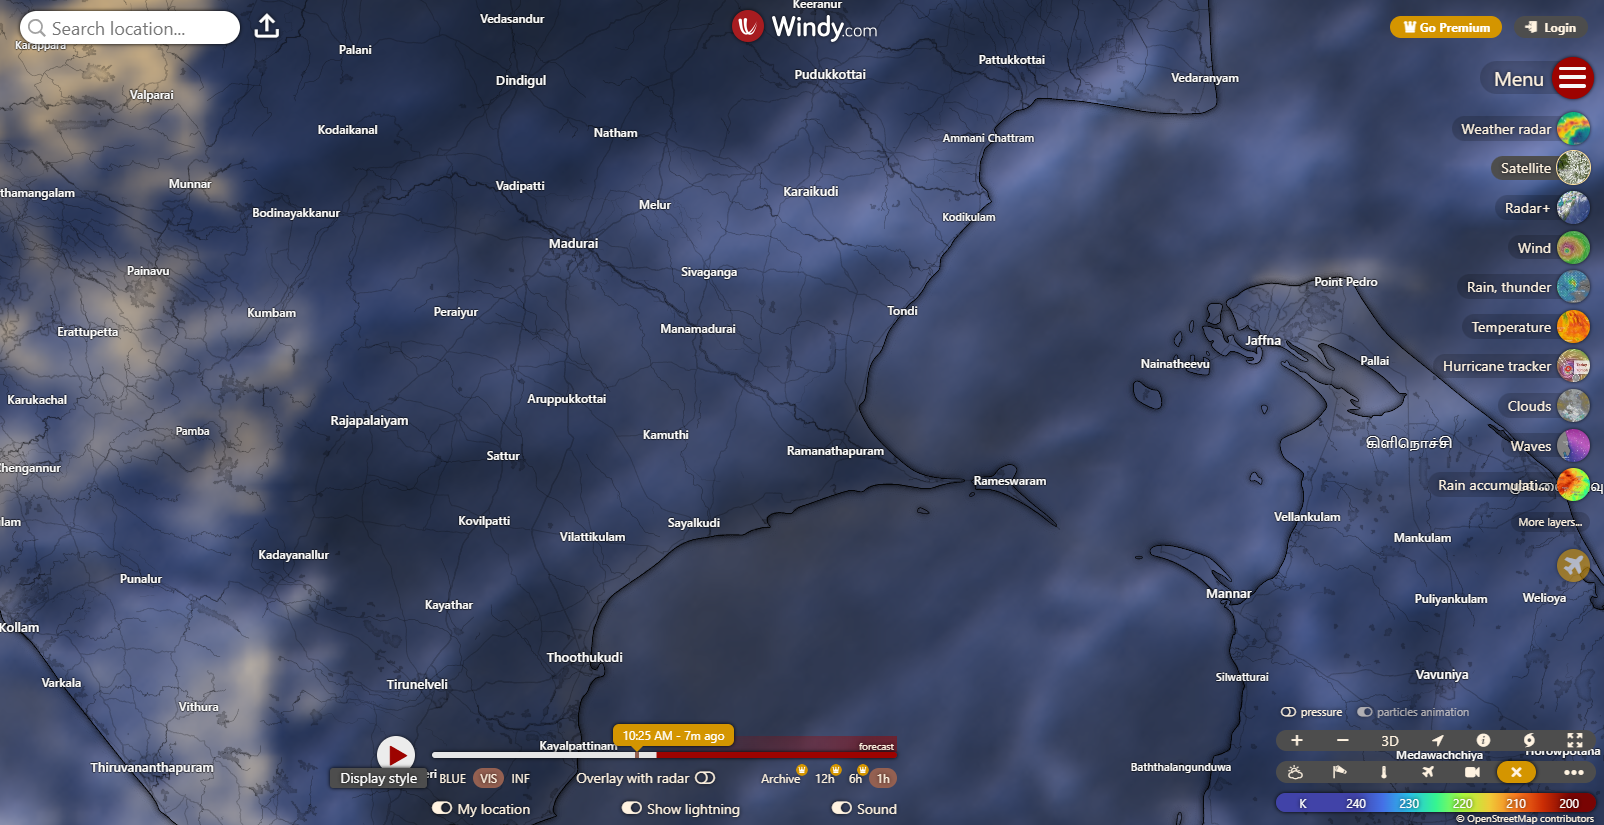 Search location...
Windy.com
Go Premium
Login
Menu
Weather radar
Satellite
Radar+
Wind
Rain, thunder
Temperature
Hurricane tracker
Clouds
Waves
Rain accumulati...
More layers...
Keeranur
Vedasandur
Karappara
Palani
Pattukkottai
Dindigul
Pudukkottai
Vedaranyam
Valparai
Kodaikanal
Natham
Ammani Chattram
Munnar
thamangalam
Vadipatti
Karaikudi
Melur
Bodinayakkanur
Kodikulam
Madurai
Painavu
Sivaganga
Point Pedro
Kumbam
Peraiyur
Tondi
Erattupetta
Manamadurai
Jaffna
Nainatheevu
Pallai
Karukachal
Aruppukkottai
Rajapalaiyam
Pamba
Kamuthi
கிளிநொச்சி
Sattur
Ramanathapuram
Chengannur
Rameswaram
Kovilpatti
Sayalkudi
Vellankulam
lam
Vilattikulam
Mankulam
Kadayanallur
Punalur
Mannar
Puliyankulam
Welioya
Kayathar
Kollam
Thoothukudi
Varkala
Tirunelveli
Silwatturai
Vavuniya
Vithura
Kayalpattinam
Thiruvananthapuram
Baththalangunduwa
Medawachchiya
Horowpotana
10:25 AM - 7m ago
forecast
Display style
eri
BLUE VIS INF
Overlay with radar
Archive 12h 6h 1h
My location
Show lightning
Sound
pressure
particles animation
3D
K 240 230 220 210 200
© OpenStreetMap contributors